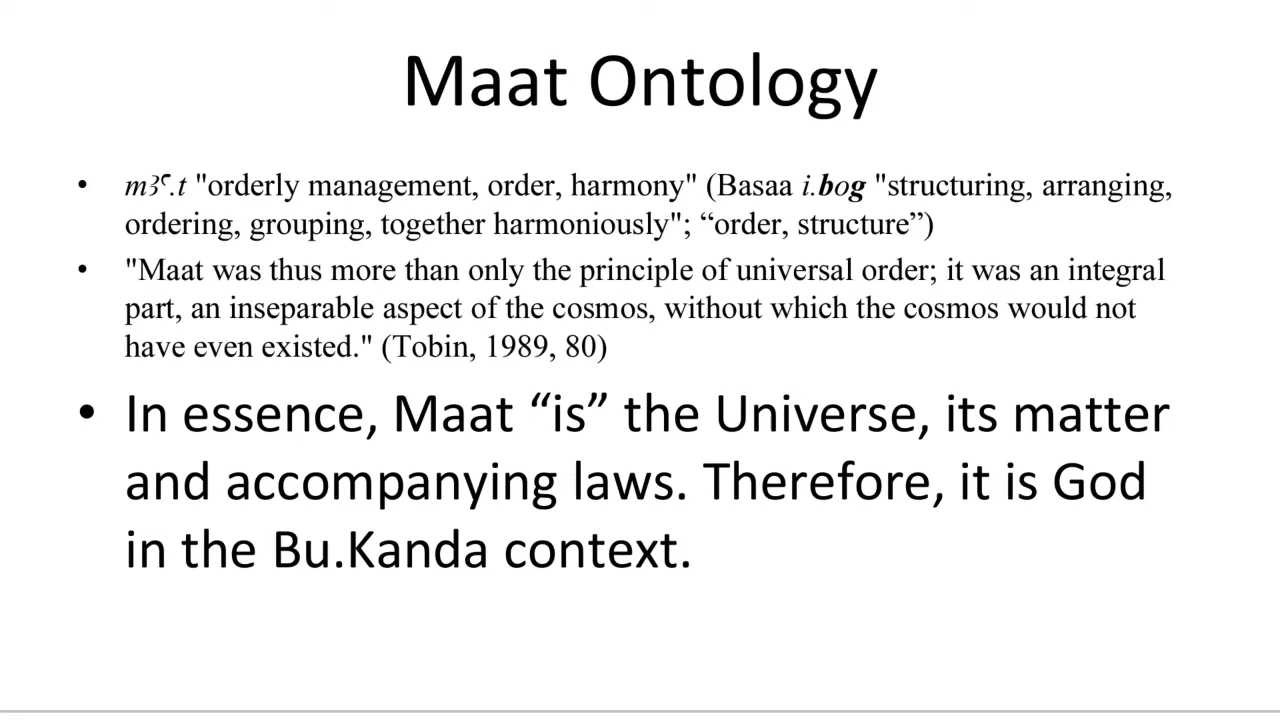 Maat Ontology
• mꜣꜥ.t "orderly management, order, harmony" (Basaa i.bog "structuring, arranging,
ordering, grouping, together harmoniously"; “order, structure”)
• "Maat was thus more than only the principle of universal order; it was an integral
part, an inseparable aspect of the cosmos, without which the cosmos would not
have even existed." (Tobin, 1989, 80)
• In essence, Maat “is” the Universe, its matter
and accompanying laws. Therefore, it is God
in the Bu.Kanda context.